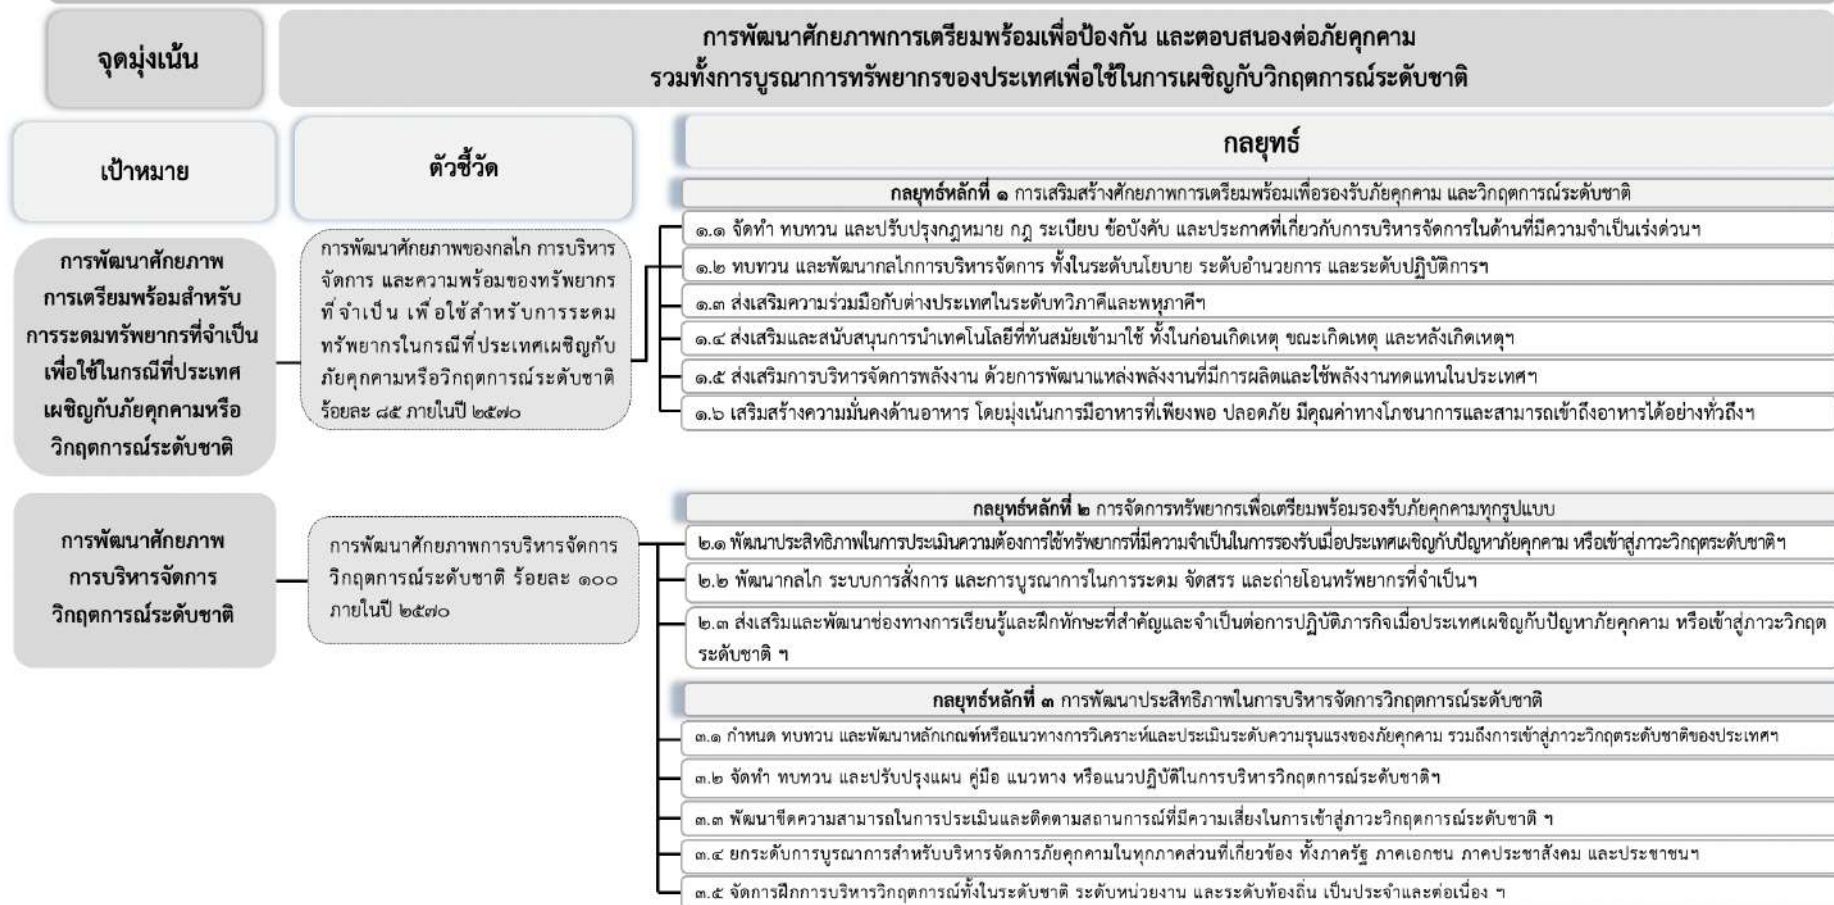 จุดมุ่งเน้น
การพัฒนาศักยภาพการเตรียมพร้อมเพื่อป้องกัน และตอบสนองต่อภัยคุกคาม
รวมทั้งการบูรณาการทรัพยากรของประเทศเพื่อใช้ในการเผชิญกับวิกฤตการณ์ระดับชาติ
เป้าหมาย
ตัวชี้วัด
กลยุทธ์
การพัฒนาศักยภาพ
การเตรียมพร้อมสำหรับ
การระดมทรัพยากรที่จำเป็น
เพื่อใช้ในกรณีที่ประเทศ
เผชิญกับภัยคุกคามหรือ
วิกฤตการณ์ระดับชาติ
การพัฒนาศักยภาพของกลไก การบริหาร
จัดการ และความพร้อมของทรัพยากร
ที่จำเป็น เพื่อใช้สำหรับการระดม
ทรัพยากรในกรณีที่ประเทศเผชิญกับ
ภัยคุกคามหรือวิกฤตการณ์ระดับชาติ
ร้อยละ ๘๕ ภายในปี ๒๕๗๐
กลยุทธ์หลักที่ ๑ การเสริมสร้างศักยภาพการเตรียมพร้อมเพื่อรองรับภัยคุกคาม และวิกฤตการณ์ระดับชาติ
๑.๑ จัดทำ ทบทวน และปรับปรุงกฎหมาย กฎ ระเบียบ ข้อบังคับ และประกาศที่เกี่ยวกับการบริหารจัดการในด้านที่มีความจำเป็นเร่งด่วนฯ
๑.๒ ทบทวน และพัฒนากลไกการบริหารจัดการ ทั้งในระดับนโยบาย ระดับอำนวยการ และระดับปฏิบัติการฯ
๑.๓ ส่งเสริมความร่วมมือกับต่างประเทศในระดับทวิภาคีและพหุภาคีฯ
๑.๔ ส่งเสริมและสนับสนุนการนำเทคโนโลยีที่ทันสมัยเข้ามาใช้ ทั้งในก่อนเกิดเหตุ ขณะเกิดเหตุ และหลังเกิดเหตุฯ
๑.๕ ส่งเสริมการบริหารจัดการพลังงาน ด้วยการพัฒนาแหล่งพลังงานที่มีการผลิตและใช้พลังงานทดแทนในประเทศฯ
๑.๖ เสริมสร้างความมั่นคงด้านอาหาร โดยมุ่งเน้นการมีอาหารที่เพียงพอ ปลอดภัย มีคุณค่าทางโภชนาการและสามารถเข้าถึงอาหารได้อย่างทั่วถึงฯ
การพัฒนาศักยภาพ
การบริหารจัดการ
วิกฤตการณ์ระดับชาติ
การพัฒนาศักยภาพการบริหารจัดการ
วิกฤตการณ์ระดับชาติ ร้อยละ ๑๐๐
ภายในปี ๒๕๗๐
กลยุทธ์หลักที่ ๒ การจัดการทรัพยากรเพื่อเตรียมพร้อมรองรับภัยคุกคามทุกรูปแบบ
๒.๑ พัฒนาประสิทธิภาพในการประเมินความต้องการใช้ทรัพยากรที่มีความจำเป็นในการรองรับเมื่อประเทศเผชิญกับปัญหาภัยคุกคาม หรือเข้าสู่ภาวะวิกฤตระดับชาติฯ
๒.๒ พัฒนากลไก ระบบการสั่งการ และการบูรณาการในการระดม จัดสรร และถ่ายโอนทรัพยากรที่จำเป็นฯ
๒.๓ ส่งเสริมและพัฒนาช่องทางการเรียนรู้และฝึกทักษะที่สำคัญและจำเป็นต่อการปฏิบัติภารกิจเมื่อประเทศเผชิญกับปัญหาภัยคุกคาม หรือเข้าสู่ภาวะวิกฤต
ระดับชาติ ฯ
กลยุทธ์หลักที่ ๓ การพัฒนาประสิทธิภาพในการบริหารจัดการวิกฤตการณ์ระดับชาติ
๓.๑ กำหนด ทบทวน และพัฒนาหลักเกณฑ์หรือแนวทางการวิเคราะห์และประเมินระดับความรุนแรงของภัยคุกคาม รวมถึงการเข้าสู่ภาวะวิกฤตระดับชาติของประเทศฯ
๓.๒ จัดทำ ทบทวน และปรับปรุงแผน คู่มือ แนวทาง หรือแนวปฏิบัติในการบริหารวิกฤตการณ์ระดับชาติฯ
๓.๓ พัฒนาขีดความสามารถในการประเมินและติดตามสถานการณ์ที่มีความเสี่ยงในการเข้าสู่ภาวะวิกฤตการณ์ระดับชาติ ฯ
๓.๔ ยกระดับการบูรณาการสำหรับบริหารจัดการภัยคุกคามในทุกภาคส่วนที่เกี่ยวข้อง ทั้งภาครัฐ ภาคเอกชน ภาคประชาสังคม และประชาชนฯ
๓.๕ จัดการฝึกการบริหารวิกฤตการณ์ทั้งในระดับชาติ ระดับหน่วยงาน และระดับท้องถิ่น เป็นประจำและต่อเนื่อง ฯ